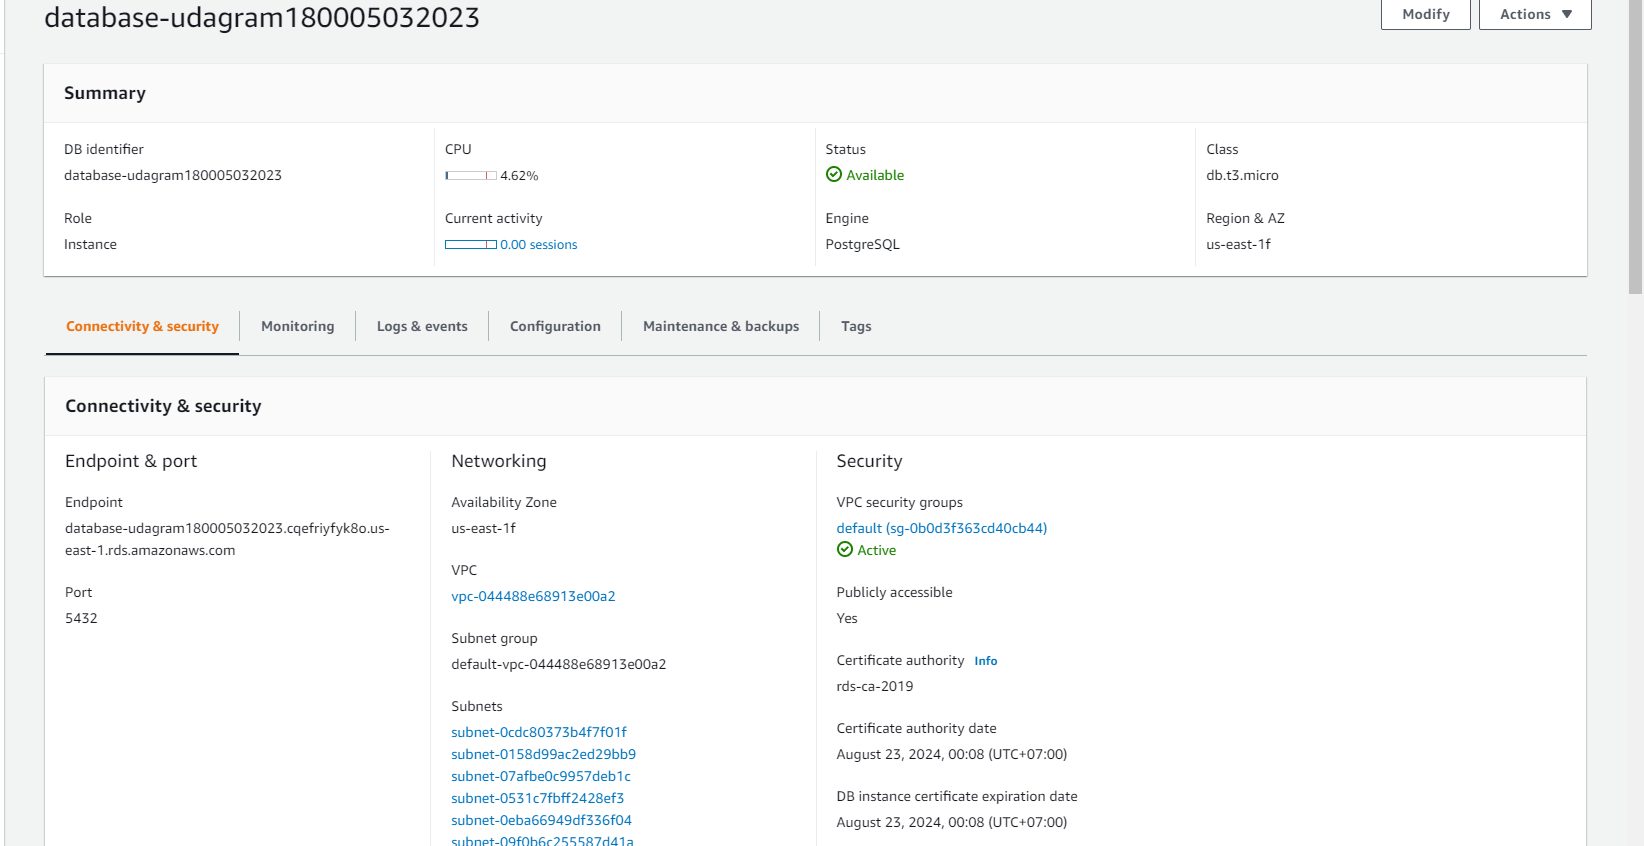 database-udagram180005032023
Modify
Actions
Summary
DB identifier
database-udagram180005032023
CPU
4.62%
Status
Available
Class
db.t3.micro
Role
Instance
Current activity
0.00 sessions
Engine
PostgreSQL
Region & AZ
us-east-1f
Connectivity & security
Monitoring
Logs & events
Configuration
Maintenance & backups
Tags
Connectivity & security
Endpoint & port
Endpoint
database-udagram180005032023.cqefriyfyk8o.us-
east-1.rds.amazonaws.com
Port
5432
Networking
Availability Zone
us-east-1f
VPC
vpc-044488e68913e00a2
Subnet group
default-vpc-044488e68913e00a2
Subnets
subnet-0cdc80373b4f7f01f
subnet-0158d99ac2ed29bb9
subnet-07afbe0c9957deb1c
subnet-0531c7fbff2428ef3
subnet-0eba66949df336f04
subnet-09f0b6c255587d41a
Security
VPC security groups
default (sg-0b0d3f363cd40cb44)
Active
Publicly accessible
Yes
Certificate authority Info
rds-ca-2019
Certificate authority date
August 23, 2024, 00:08 (UTC+07:00)
DB instance certificate expiration date
August 23, 2024, 00:08 (UTC+07:00)